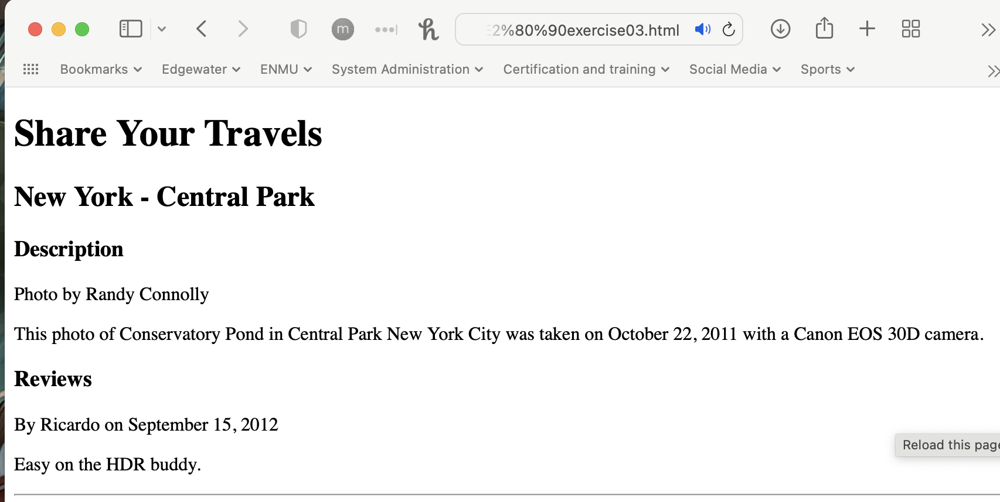 m
2%80%90exercise03.html
Bookmarks
Edgewater
ENMU
System Administration
Certification and training
Social Media
Sports
Share Your Travels
New York - Central Park
Description
Photo by Randy Connolly
This photo of Conservatory Pond in Central Park New York City was taken on October 22, 2011 with a Canon EOS 30D camera.
Reviews
By Ricardo on September 15, 2012
Reload this page
Easy on the HDR buddy.